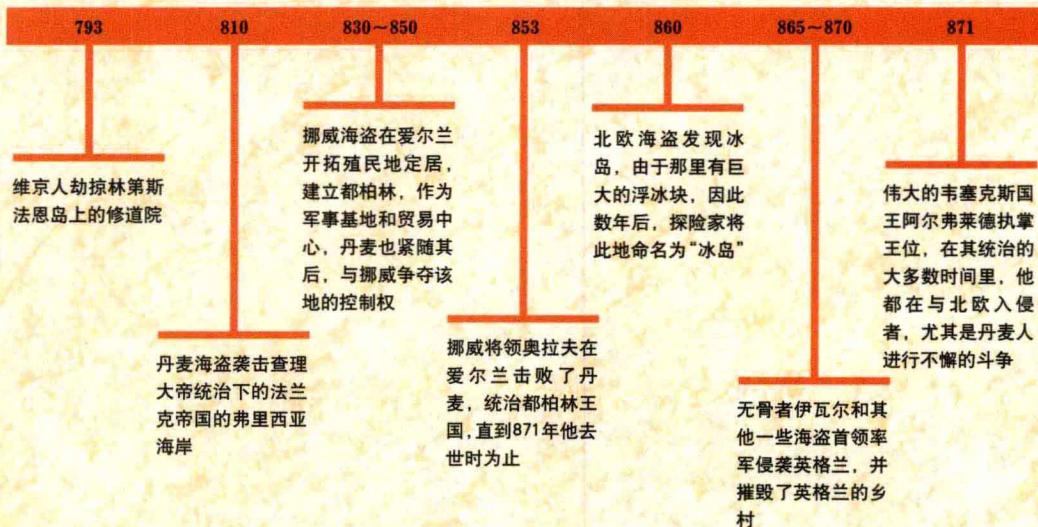 793 810 830～850 853 860 865～870 871
维京人劫掠林第斯
法恩岛上的修道院
丹麦海盗袭击查理
大帝统治下的法兰
克帝国的弗里西亚
海岸
挪威海盗在爱尔兰
开拓殖民地定居，
建立都柏林，作为
军事基地和贸易中
心，丹麦也紧随其
后，与挪威争夺该
地的控制权
挪威将领奥拉夫在
爱尔兰击败了丹
麦，统治都柏林王
国，直到871年他去
世时为止
北欧海盗发现冰
岛，由于那里有巨
大的浮冰块，因此
数年后，探险家将
此地命名为“冰岛”
无骨者伊瓦尔和其
他一些海盗首领率
军侵袭英格兰，并
摧毁了英格兰的乡
村
伟大的韦塞克斯国
王阿尔弗莱德执掌
王位，在其统治的
大多数时间里，他
都在与北欧入侵
者，尤其是丹麦人
进行不懈的斗争